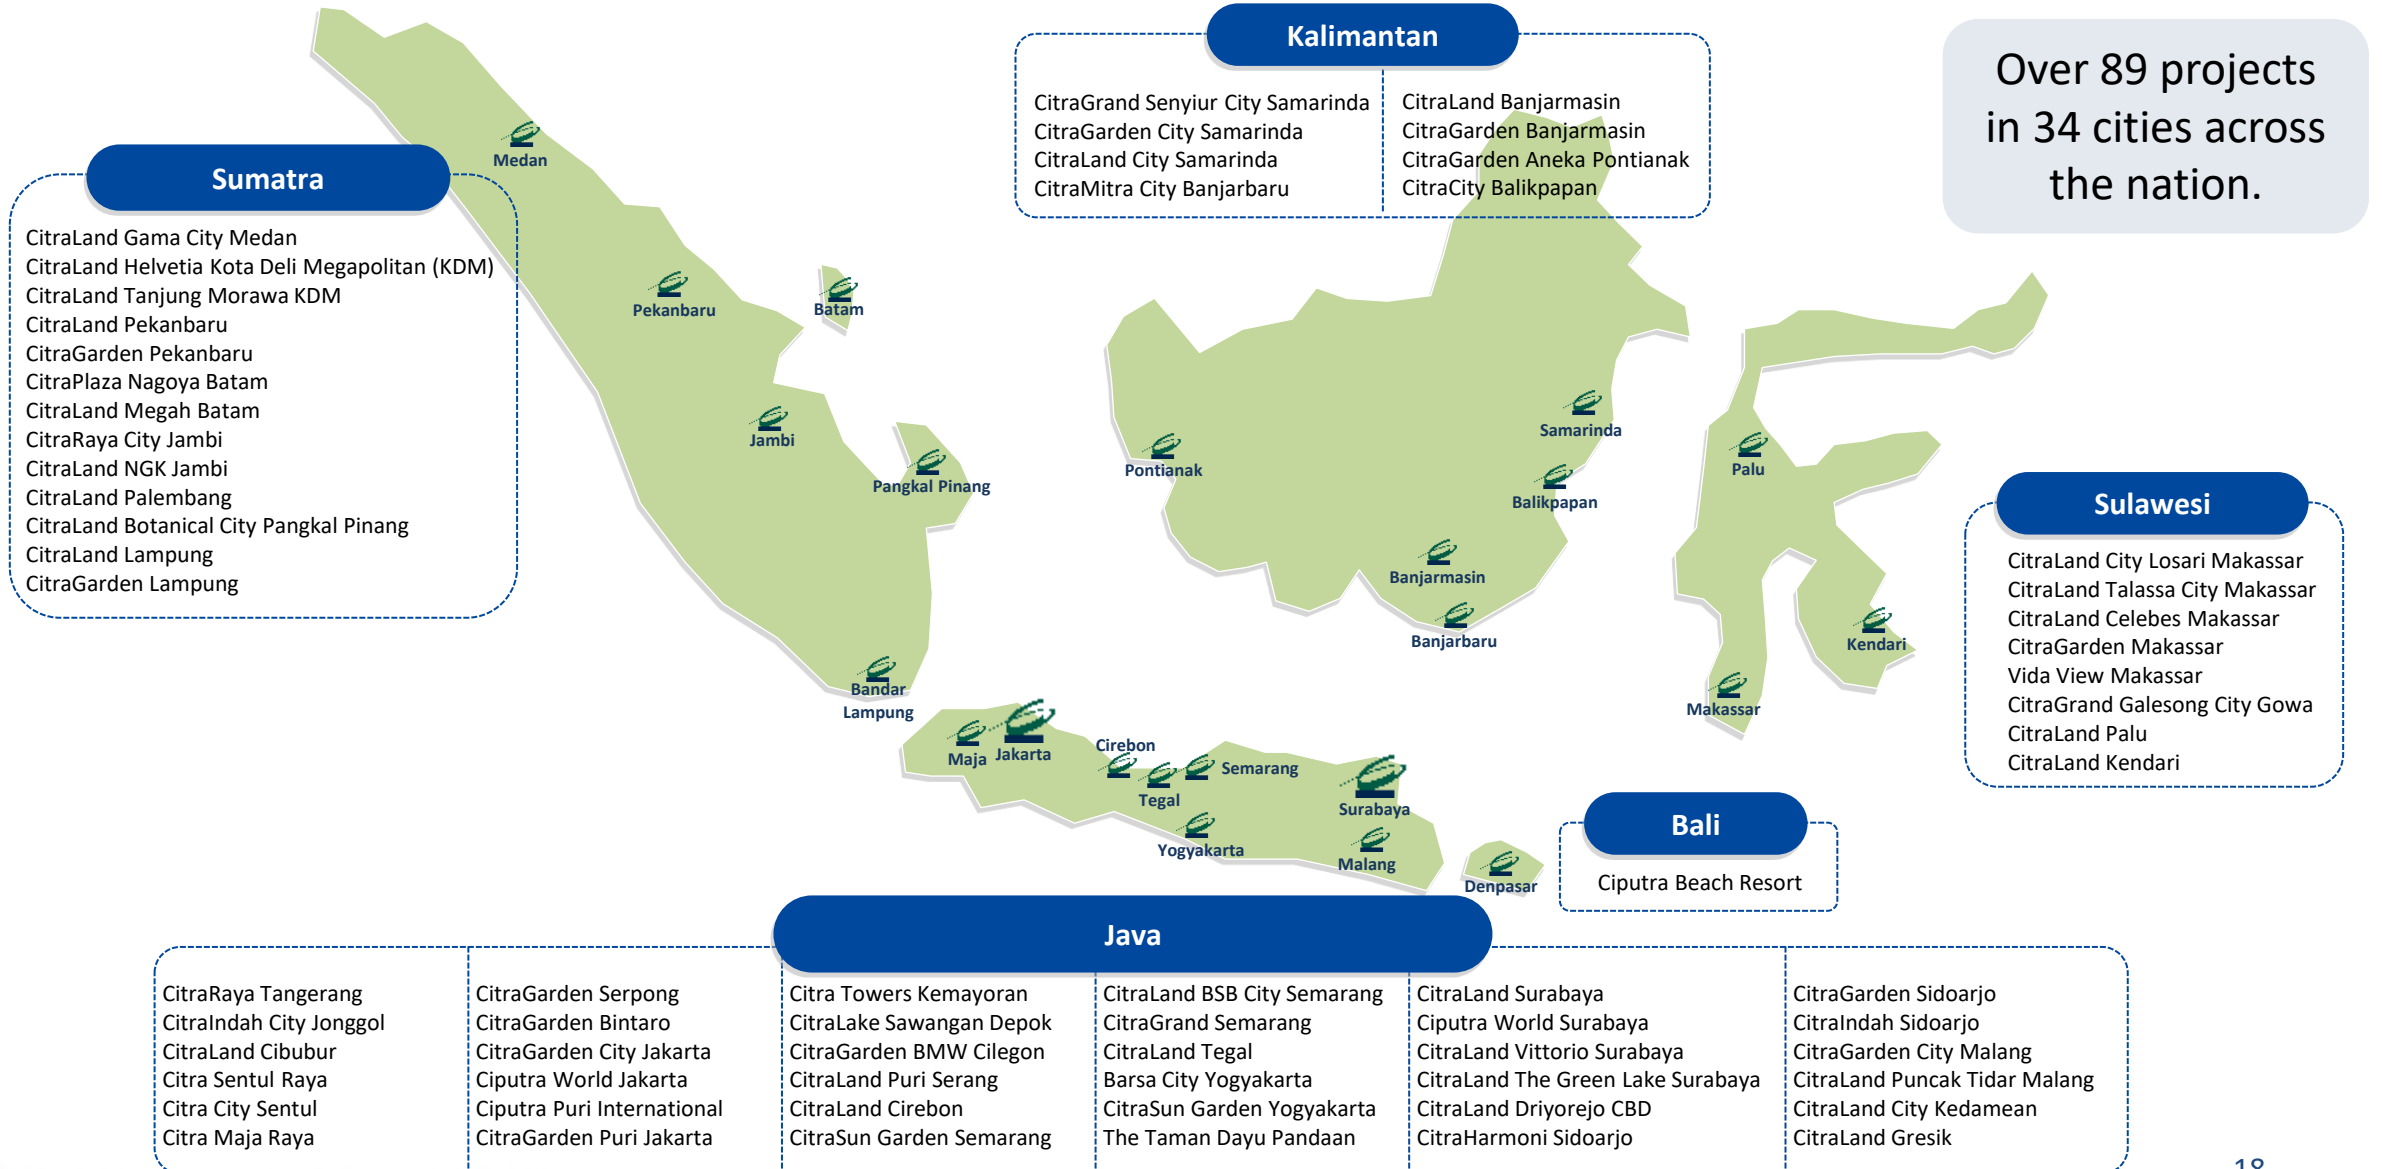 Kalimantan
CitraGrand Senyiur City Samarinda
CitraGarden City Samarinda
CitraLand City Samarinda
CitraMitra City Banjarbaru
CitraLand Banjarmasin
CitraGarden Banjarmasin
CitraGarden Aneka Pontianak
CitraCity Balikpapan
Over 89 projects
in 34 cities across
the nation.
Sumatra
CitraLand Gama City Medan
CitraLand Helvetia Kota Deli Megapolitan (KDM)
CitraLand Tanjung Morawa KDM
CitraLand Pekanbaru
CitraGarden Pekanbaru
CitraPlaza Nagoya Batam
CitraLand Megah Batam
CitraRaya City Jambi
CitraLand NGK Jambi
CitraLand Palembang
CitraLand Botanical City Pangkal Pinang
CitraLand Lampung
CitraGarden Lampung
Medan
Pekanbaru
Batam
Jambi
Pangkal Pinang
Bandar
Lampung
Pontianak
Samarinda
Balikpapan
Banjarmasin
Banjarbaru
Palu
Kendari
Makassar
Maja
Jakarta
Cirebon
Tegal
Semarang
Yogyakarta
Surabaya
Malang
Denpasar
Sulawesi
CitraLand City Losari Makassar
CitraLand Talassa City Makassar
CitraLand Celebes Makassar
CitraGarden Makassar
Vida View Makassar
CitraGrand Galesong City Gowa
CitraLand Palu
CitraLand Kendari
Bali
Ciputra Beach Resort
Java
CitraRaya Tangerang
CitraIndah City Jonggol
CitraLand Cibubur
Citra Sentul Raya
Citra City Sentul
Citra Maja Raya
CitraGarden Serpong
CitraGarden Bintaro
CitraGarden City Jakarta
Ciputra World Jakarta
Ciputra Puri International
CitraGarden Puri Jakarta
Citra Towers Kemayoran
CitraLake Sawangan Depok
CitraGarden BMW Cilegon
CitraLand Puri Serang
CitraLand Cirebon
CitraSun Garden Semarang
CitraLand BSB City Semarang
CitraGrand Semarang
CitraLand Tegal
Barsa City Yogyakarta
CitraSun Garden Yogyakarta
The Taman Dayu Pandaan
CitraLand Surabaya
Ciputra World Surabaya
CitraLand Vittorio Surabaya
CitraLand The Green Lake Surabaya
CitraLand Driyorejo CBD
CitraHarmoni Sidoarjo
CitraGarden Sidoarjo
CitraIndah Sidoarjo
CitraGarden City Malang
CitraLand Puncak Tidar Malang
CitraLand City Kedamean
CitraLand Gresik
18